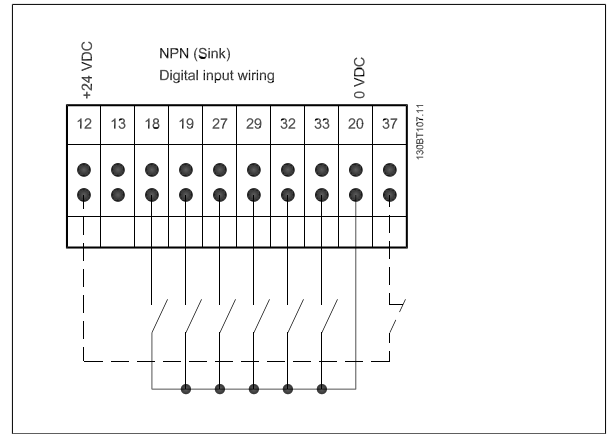 +24 VDC
NPN (Sink)
Digital input wiring
0 VDC
12 13 18 19 27 29 32 33 20 37
130BT107.11